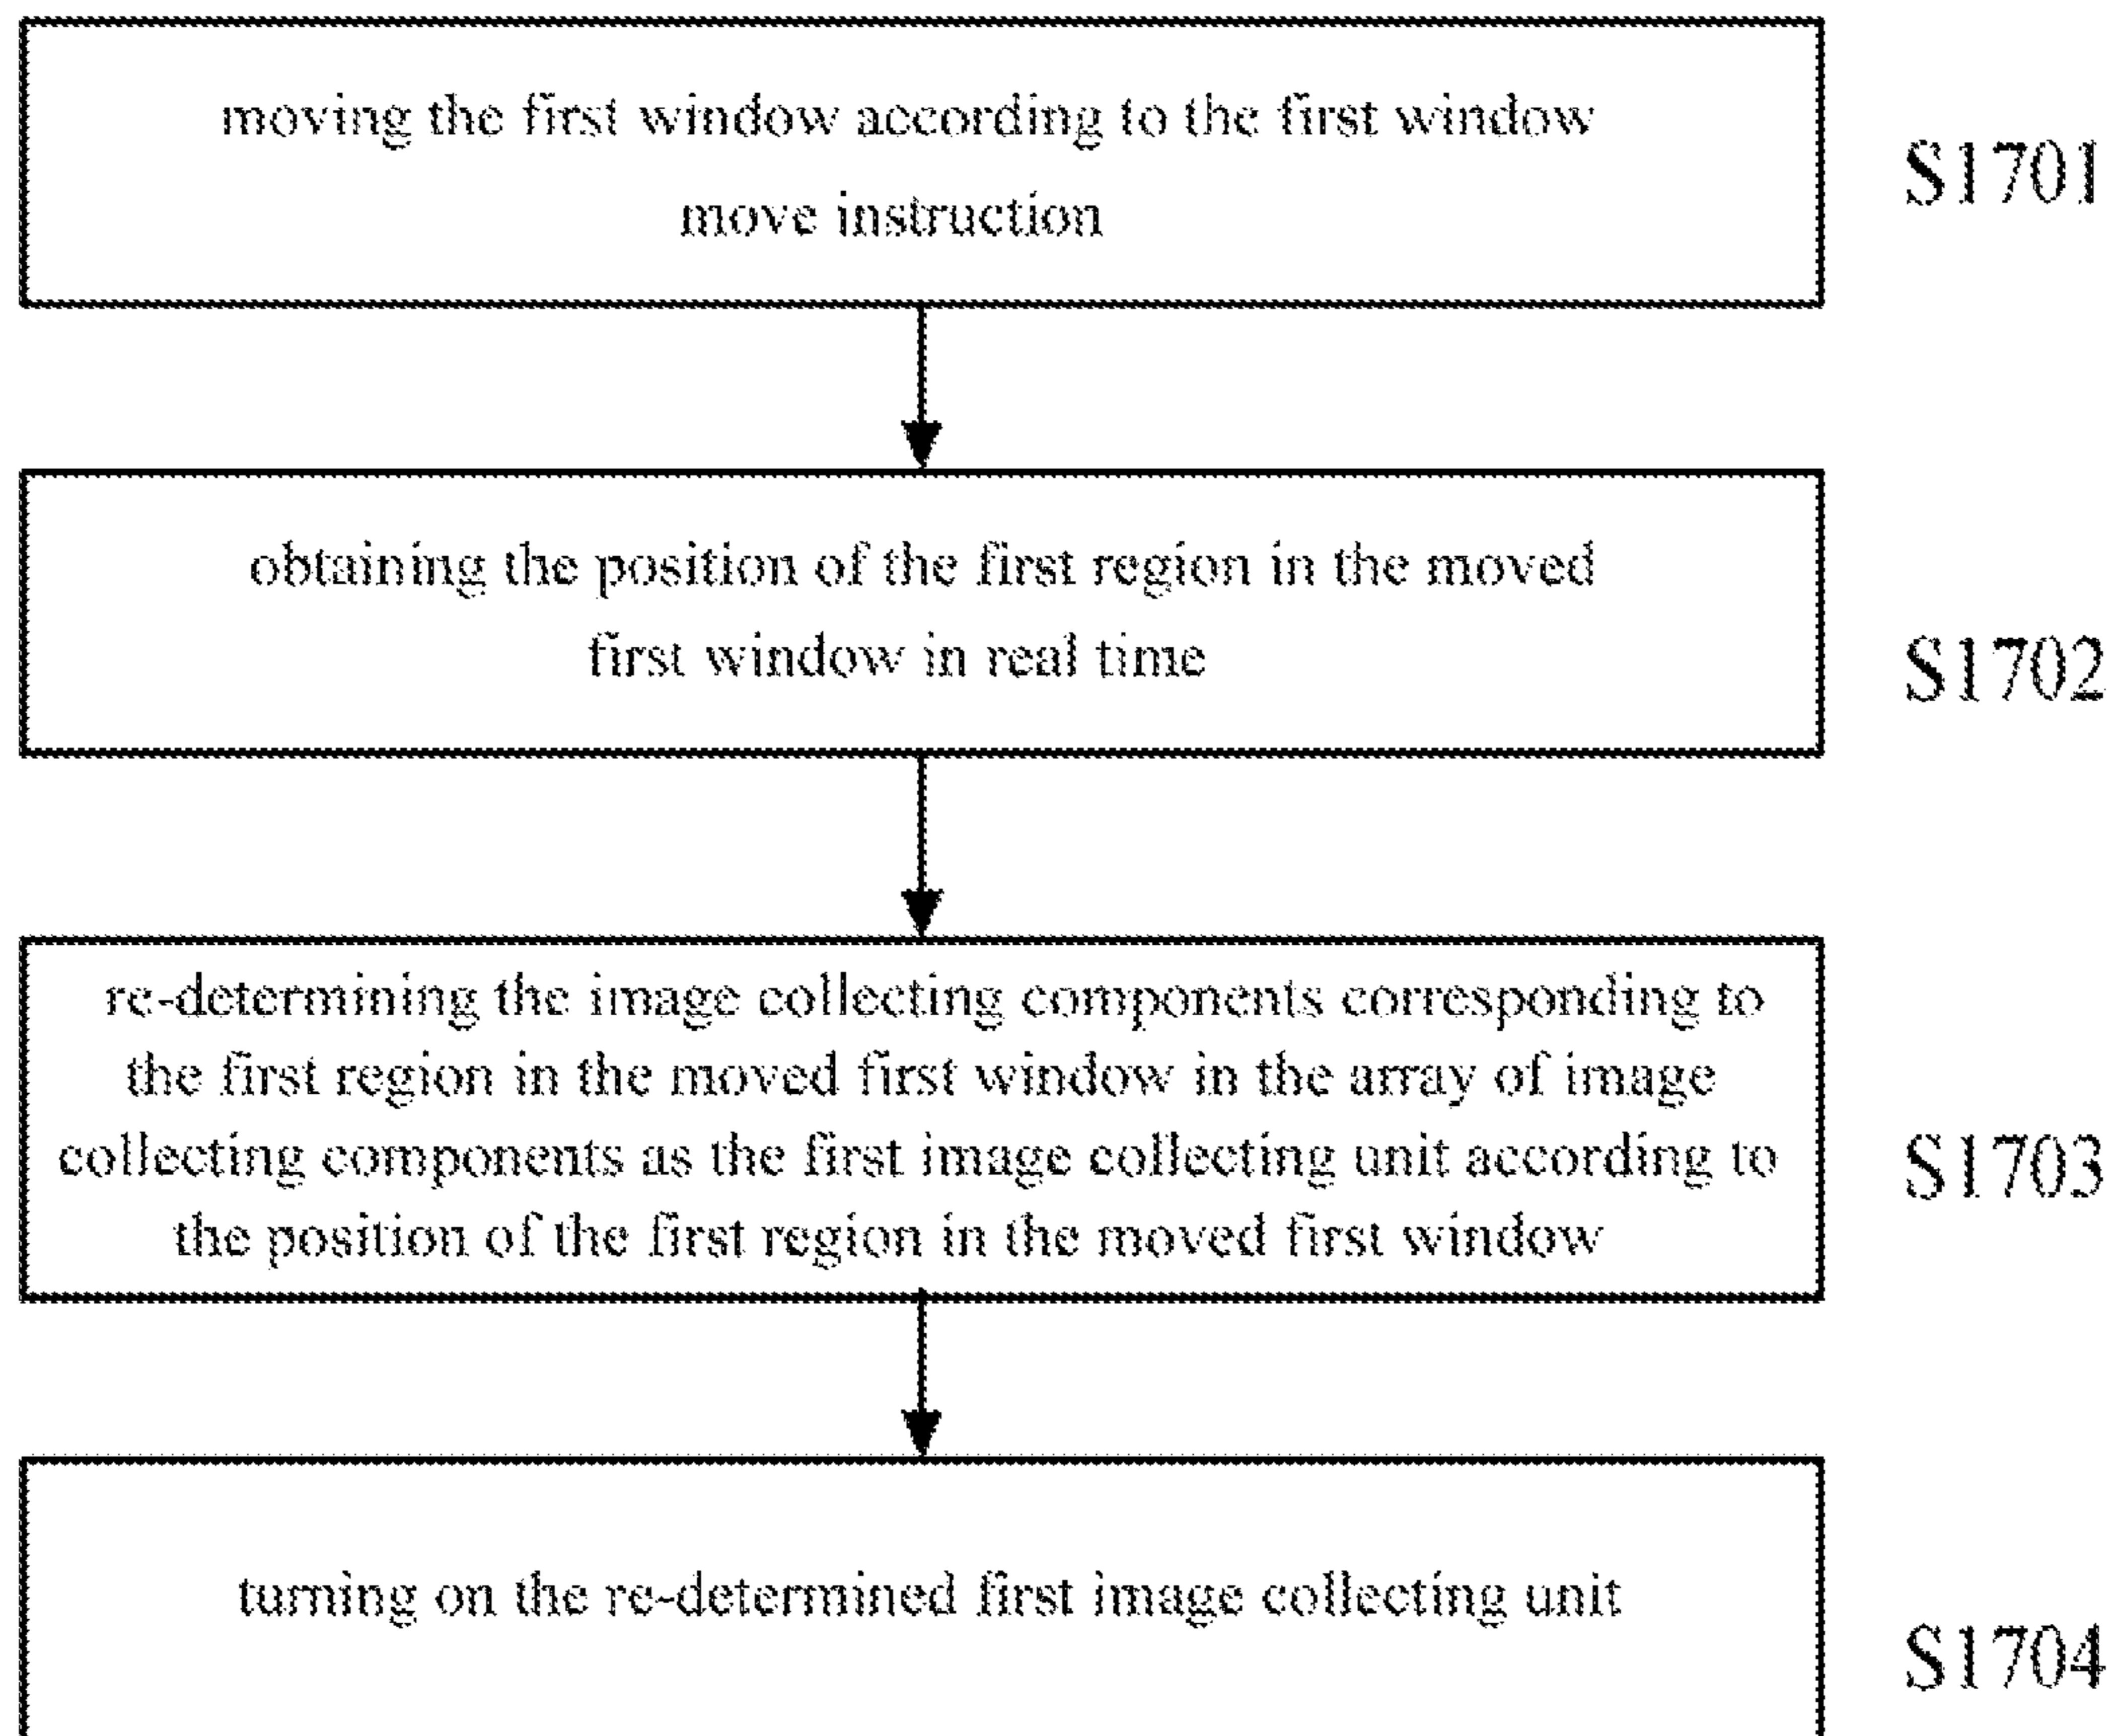 moving the first window according to the first window
move instruction
S1701
obtaining the position of the first region in the moved
first window in real time
S1702
re-determining the image collecting components corresponding to
the first region in the moved first window in the array of image
collecting components as the first image collecting unit according to
the position of the first region in the moved first window
S1703
turning on the re-determined first image collecting unit
S1704